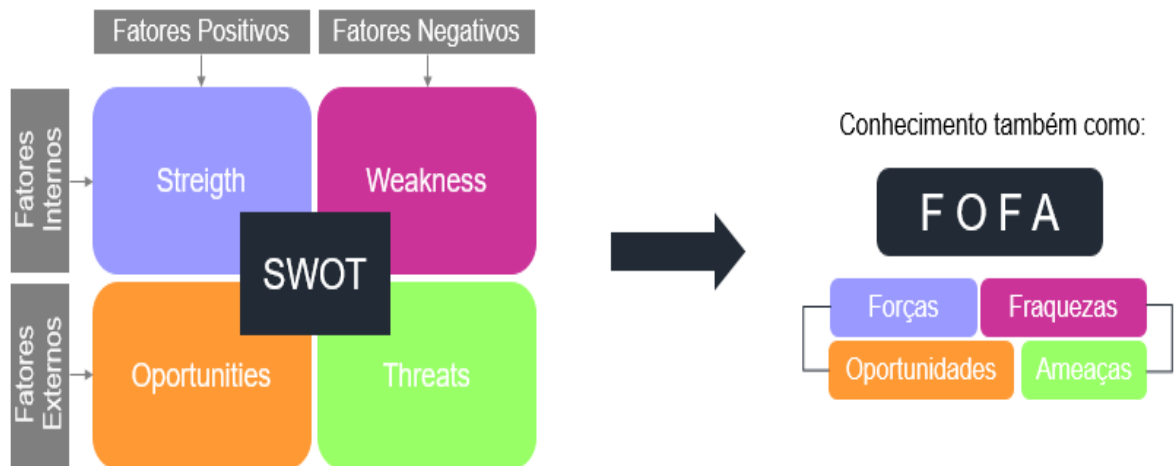 Fatores Positivos
Fatores Negativos
Fatores
Internos
Streigth
Weakness
SWOT
Fatores
Externos
Oportunities
Threats
Conhecimento também como:
F O F A
Forças
Fraquezas
Oportunidades
Ameaças